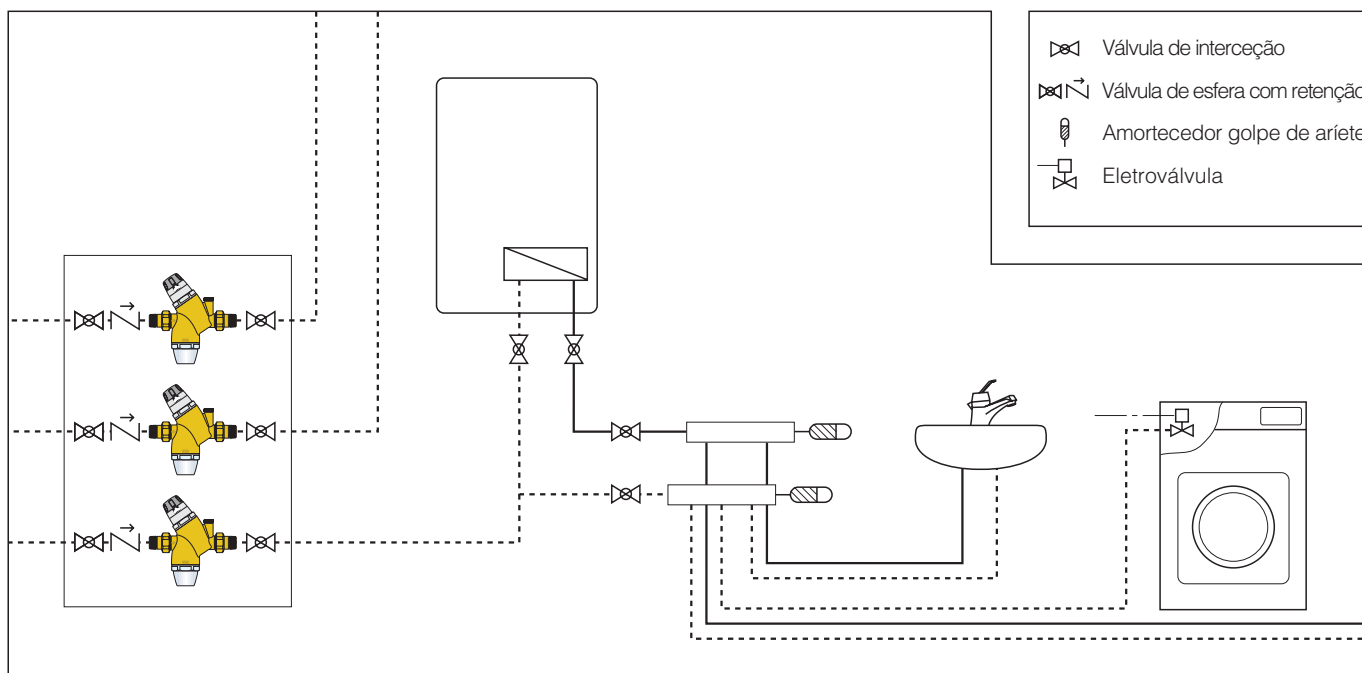 Válvula de interceção
Válvula de esfera com retenção
Amortecedor golpe de aríete
Eletroválvula